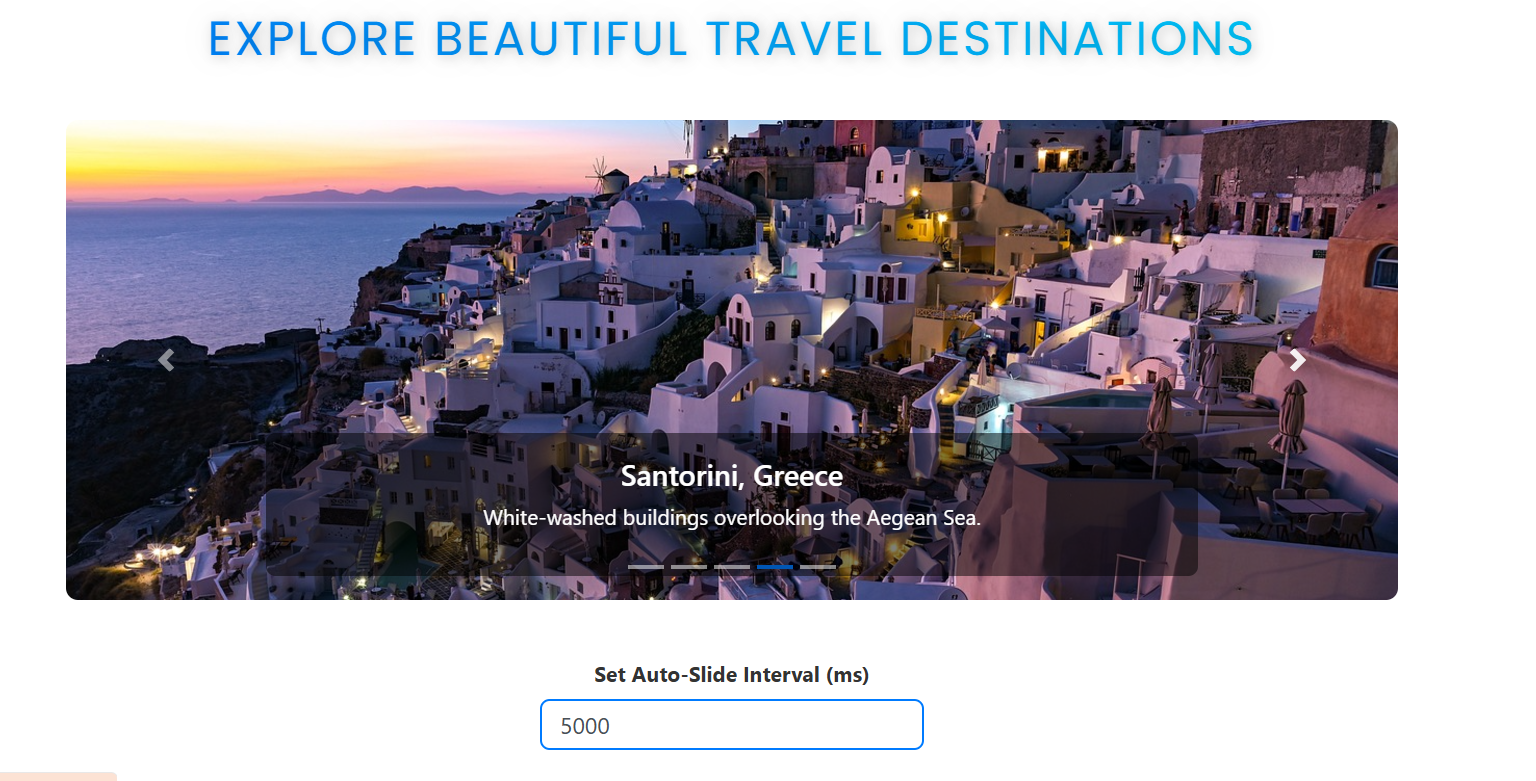 EXPLORE BEAUTIFUL TRAVEL DESTINATIONS
Santorini, Greece
White-washed buildings overlooking the Aegean Sea.
Set Auto-Slide Interval (ms)
5000